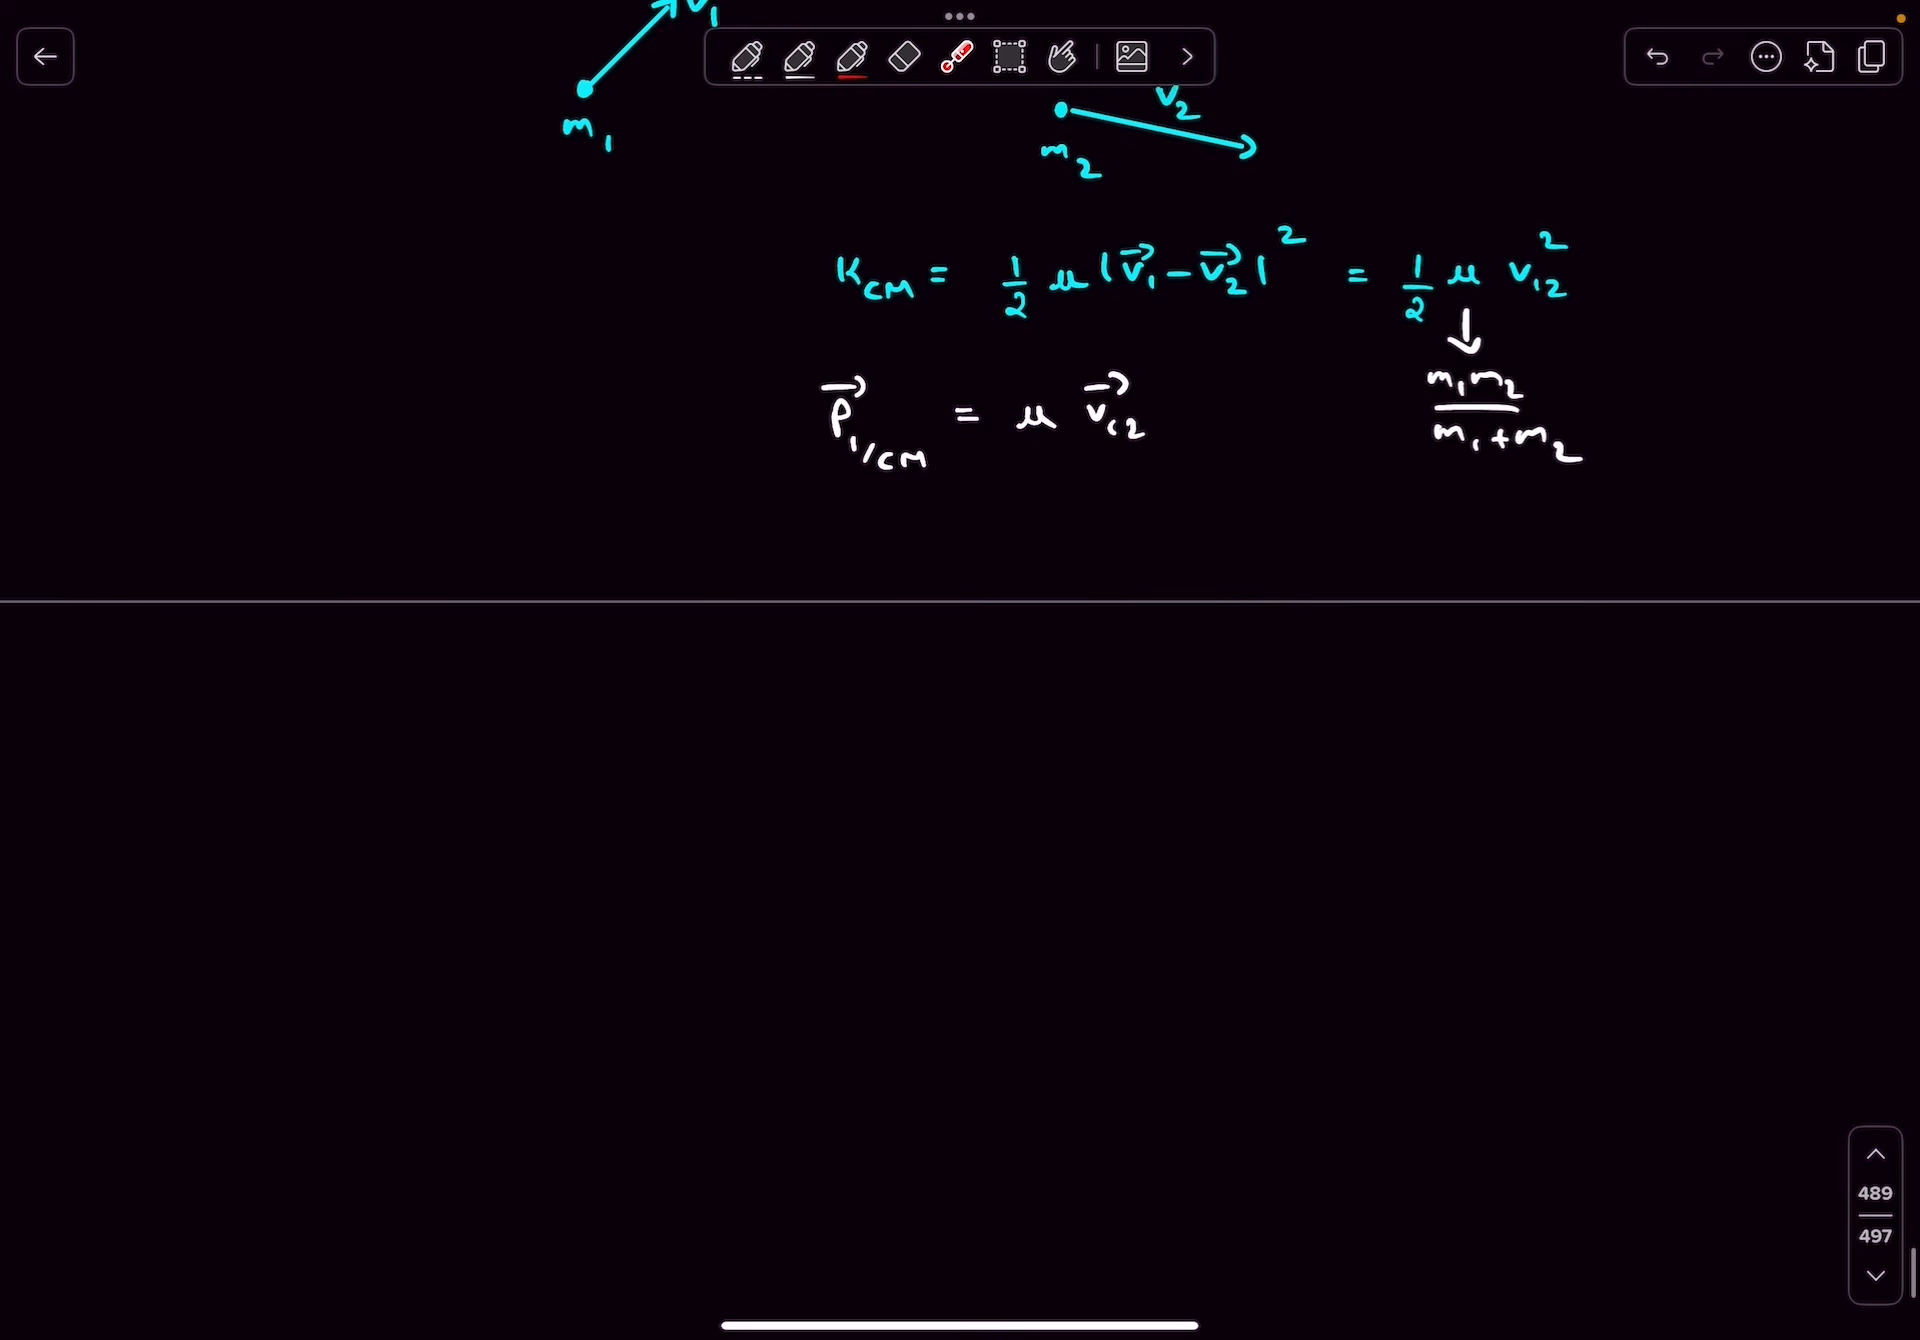 v₁
m₁
v₂
m₂
K_CM = 1/2 μ |v⃗₁ - v⃗₂|² = 1/2 μ v₁₂²
↓
p⃗₁/CM = μ v⃗₁₂
m₁m₂/(m₁+m₂)
489
497